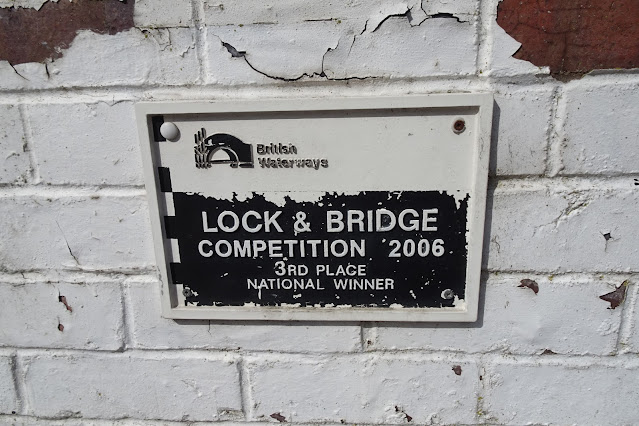 British
Waterways
LOCK & BRIDGE
COMPETITION 2006
3RD PLACE
NATIONAL WINNER